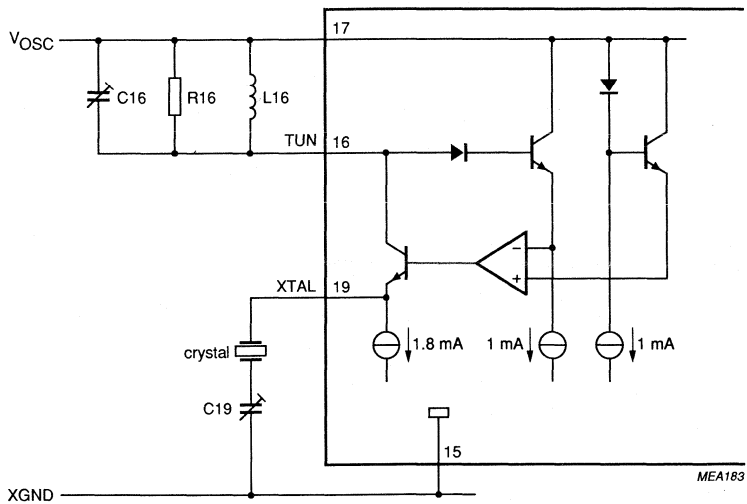 17
VOSC
C16
R16
L16
TUN
16
−
+
XTAL
19
1.8 mA
1 mA
1 mA
crystal
C19
15
MEA183
XGND